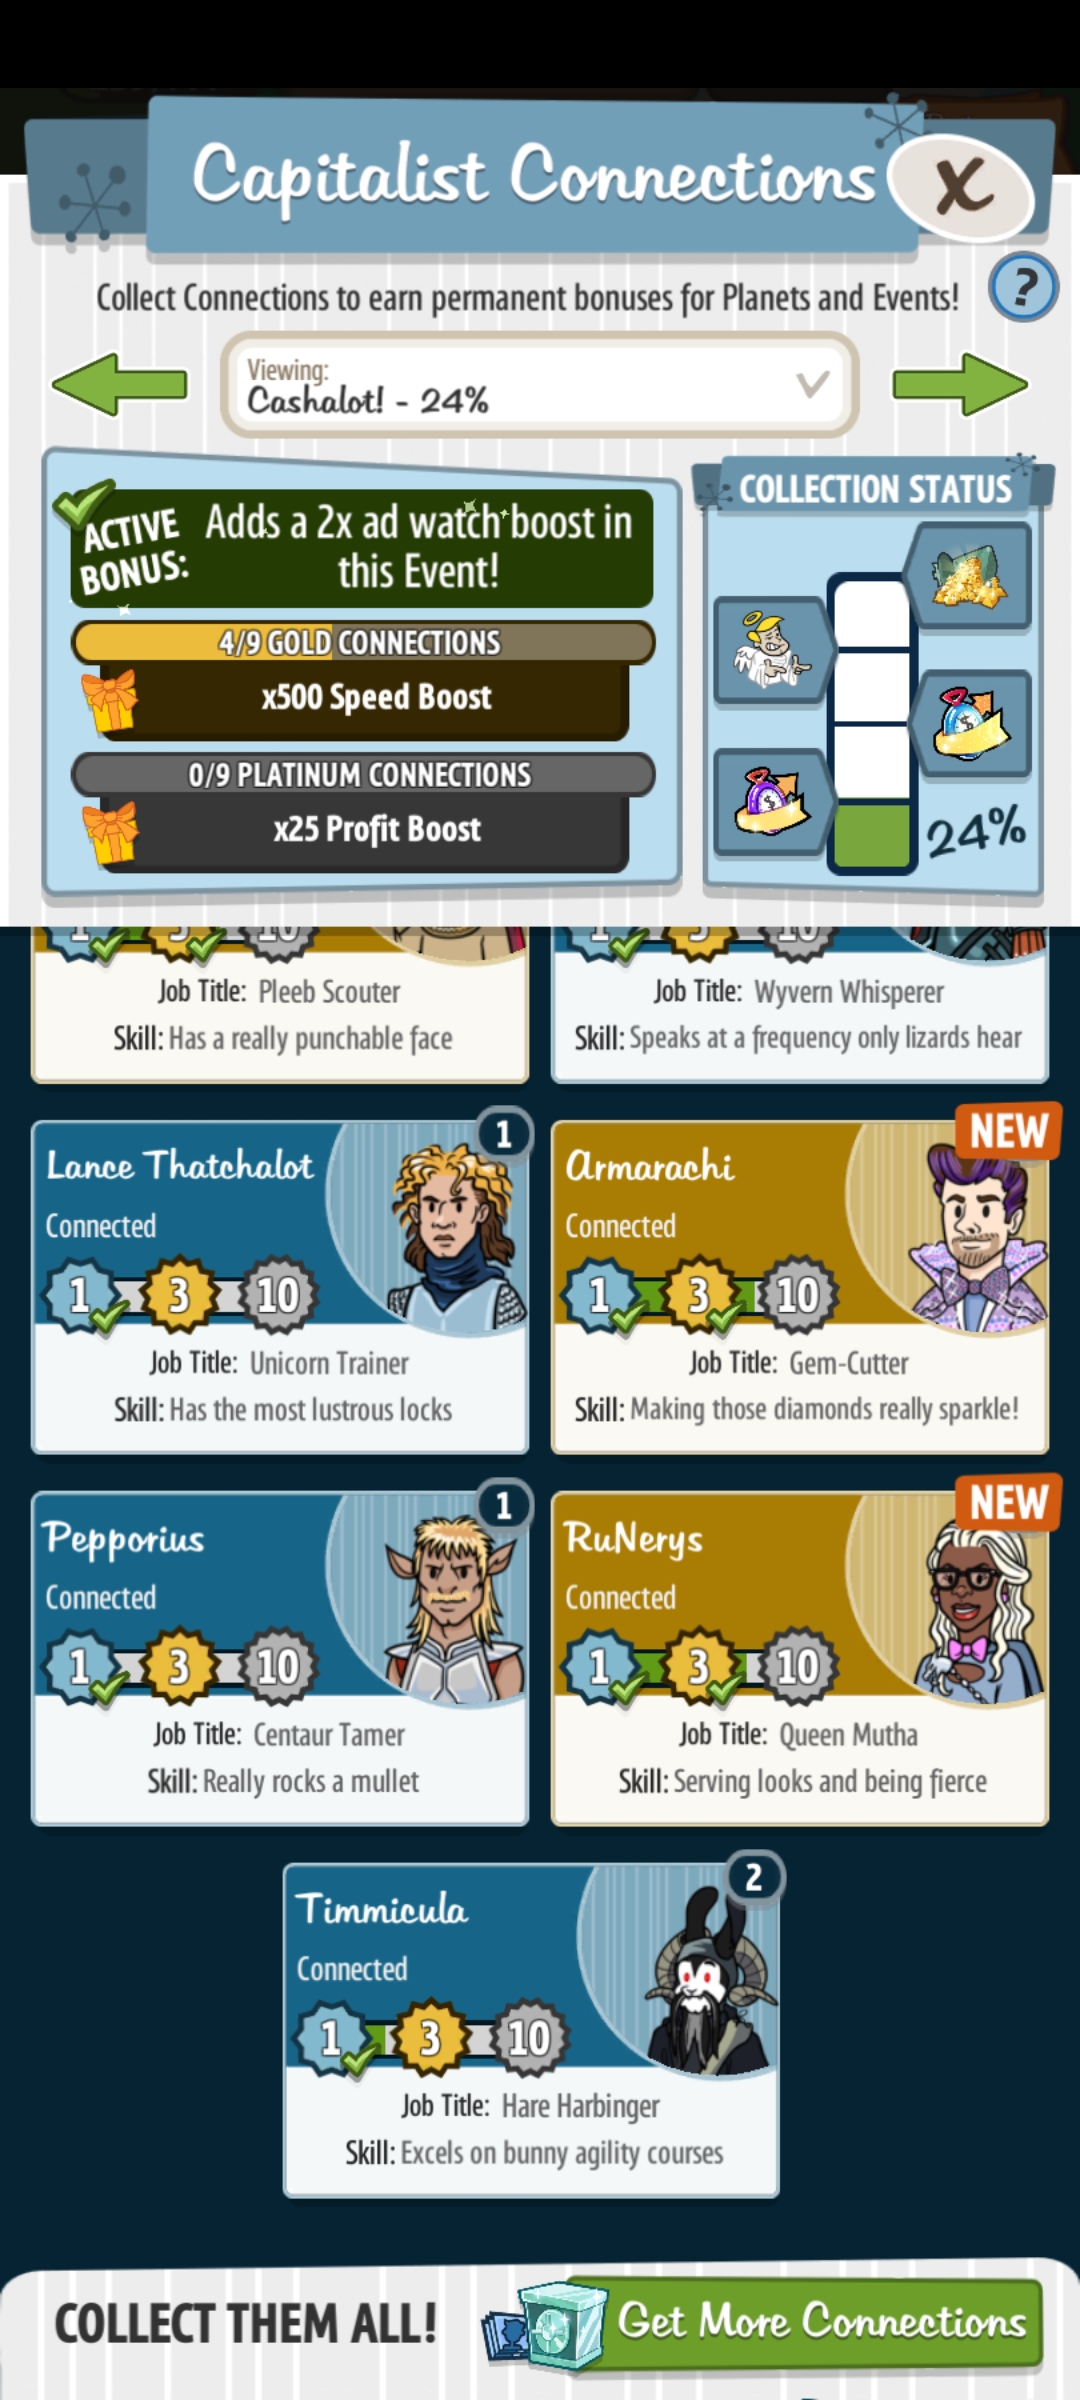 Capitalist Connections
X
Collect Connections to earn permanent bonuses for Planets and Events!
?
Viewing:
Cashalot! - 24%
ACTIVE BONUS:
Adds a 2x ad watch boost in
this Event!
4/9 GOLD CONNECTIONS
x500 Speed Boost
0/9 PLATINUM CONNECTIONS
x25 Profit Boost
COLLECTION STATUS
24%
Job Title: Pleeb Scouter
Skill: Has a really punchable face
Job Title: Wyvern Whisperer
Skill: Speaks at a frequency only lizards hear
Lance Thatchalot
1
Connected
1 3 10
Job Title: Unicorn Trainer
Skill: Has the most lustrous locks
NEW
Armarachi
Connected
1 3 10
Job Title: Gem-Cutter
Skill: Making those diamonds really sparkle!
Pepporius
1
Connected
1 3 10
Job Title: Centaur Tamer
Skill: Really rocks a mullet
NEW
RuNerys
Connected
1 3 10
Job Title: Queen Mutha
Skill: Serving looks and being fierce
Timmicula
2
Connected
1 3 10
Job Title: Hare Harbinger
Skill: Excels on bunny agility courses
COLLECT THEM ALL!
Get More Connections